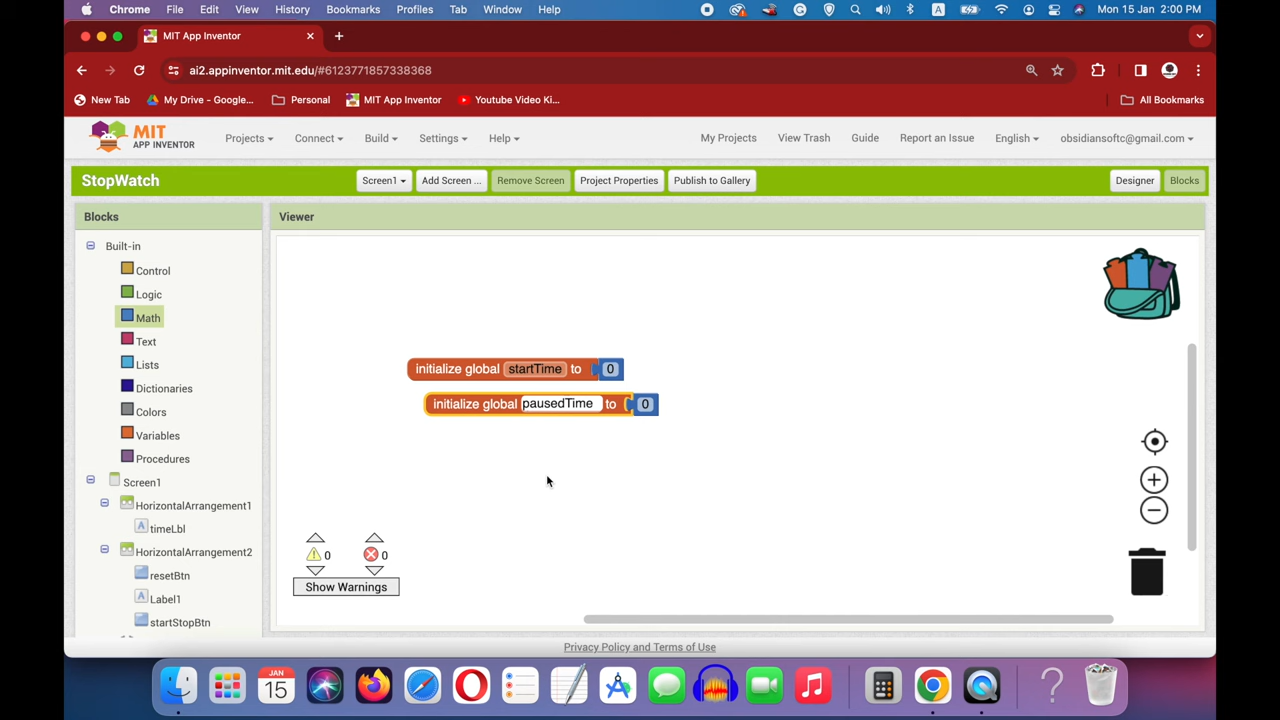 Chrome File Edit View History Bookmarks Profiles Tab Window Help A Mon 15 Jan 2:00 PM
MIT App Inventor
ai2.appinventor.mit.edu/#6123771857338368
New Tab My Drive - Google... Personal MIT App Inventor Youtube Video Ki... All Bookmarks
MIT
APP INVENTOR
Projects Connect Build Settings Help My Projects View Trash Guide Report an Issue English obsidiansoftc@gmail.com
StopWatch Screen1 Add Screen ... Remove Screen Project Properties Publish to Gallery Designer Blocks
Blocks Viewer
Built-in
Control
Logic
Math
Text
Lists
Dictionaries
Colors
Variables
Procedures
Screen1
HorizontalArrangement1
A timeLbl
HorizontalArrangement2
resetBtn
A Label1
startStopBtn
initialize global startTime to 0
initialize global pausedTime to 0
0 0
Show Warnings
Privacy Policy and Terms of Use
JAN
15